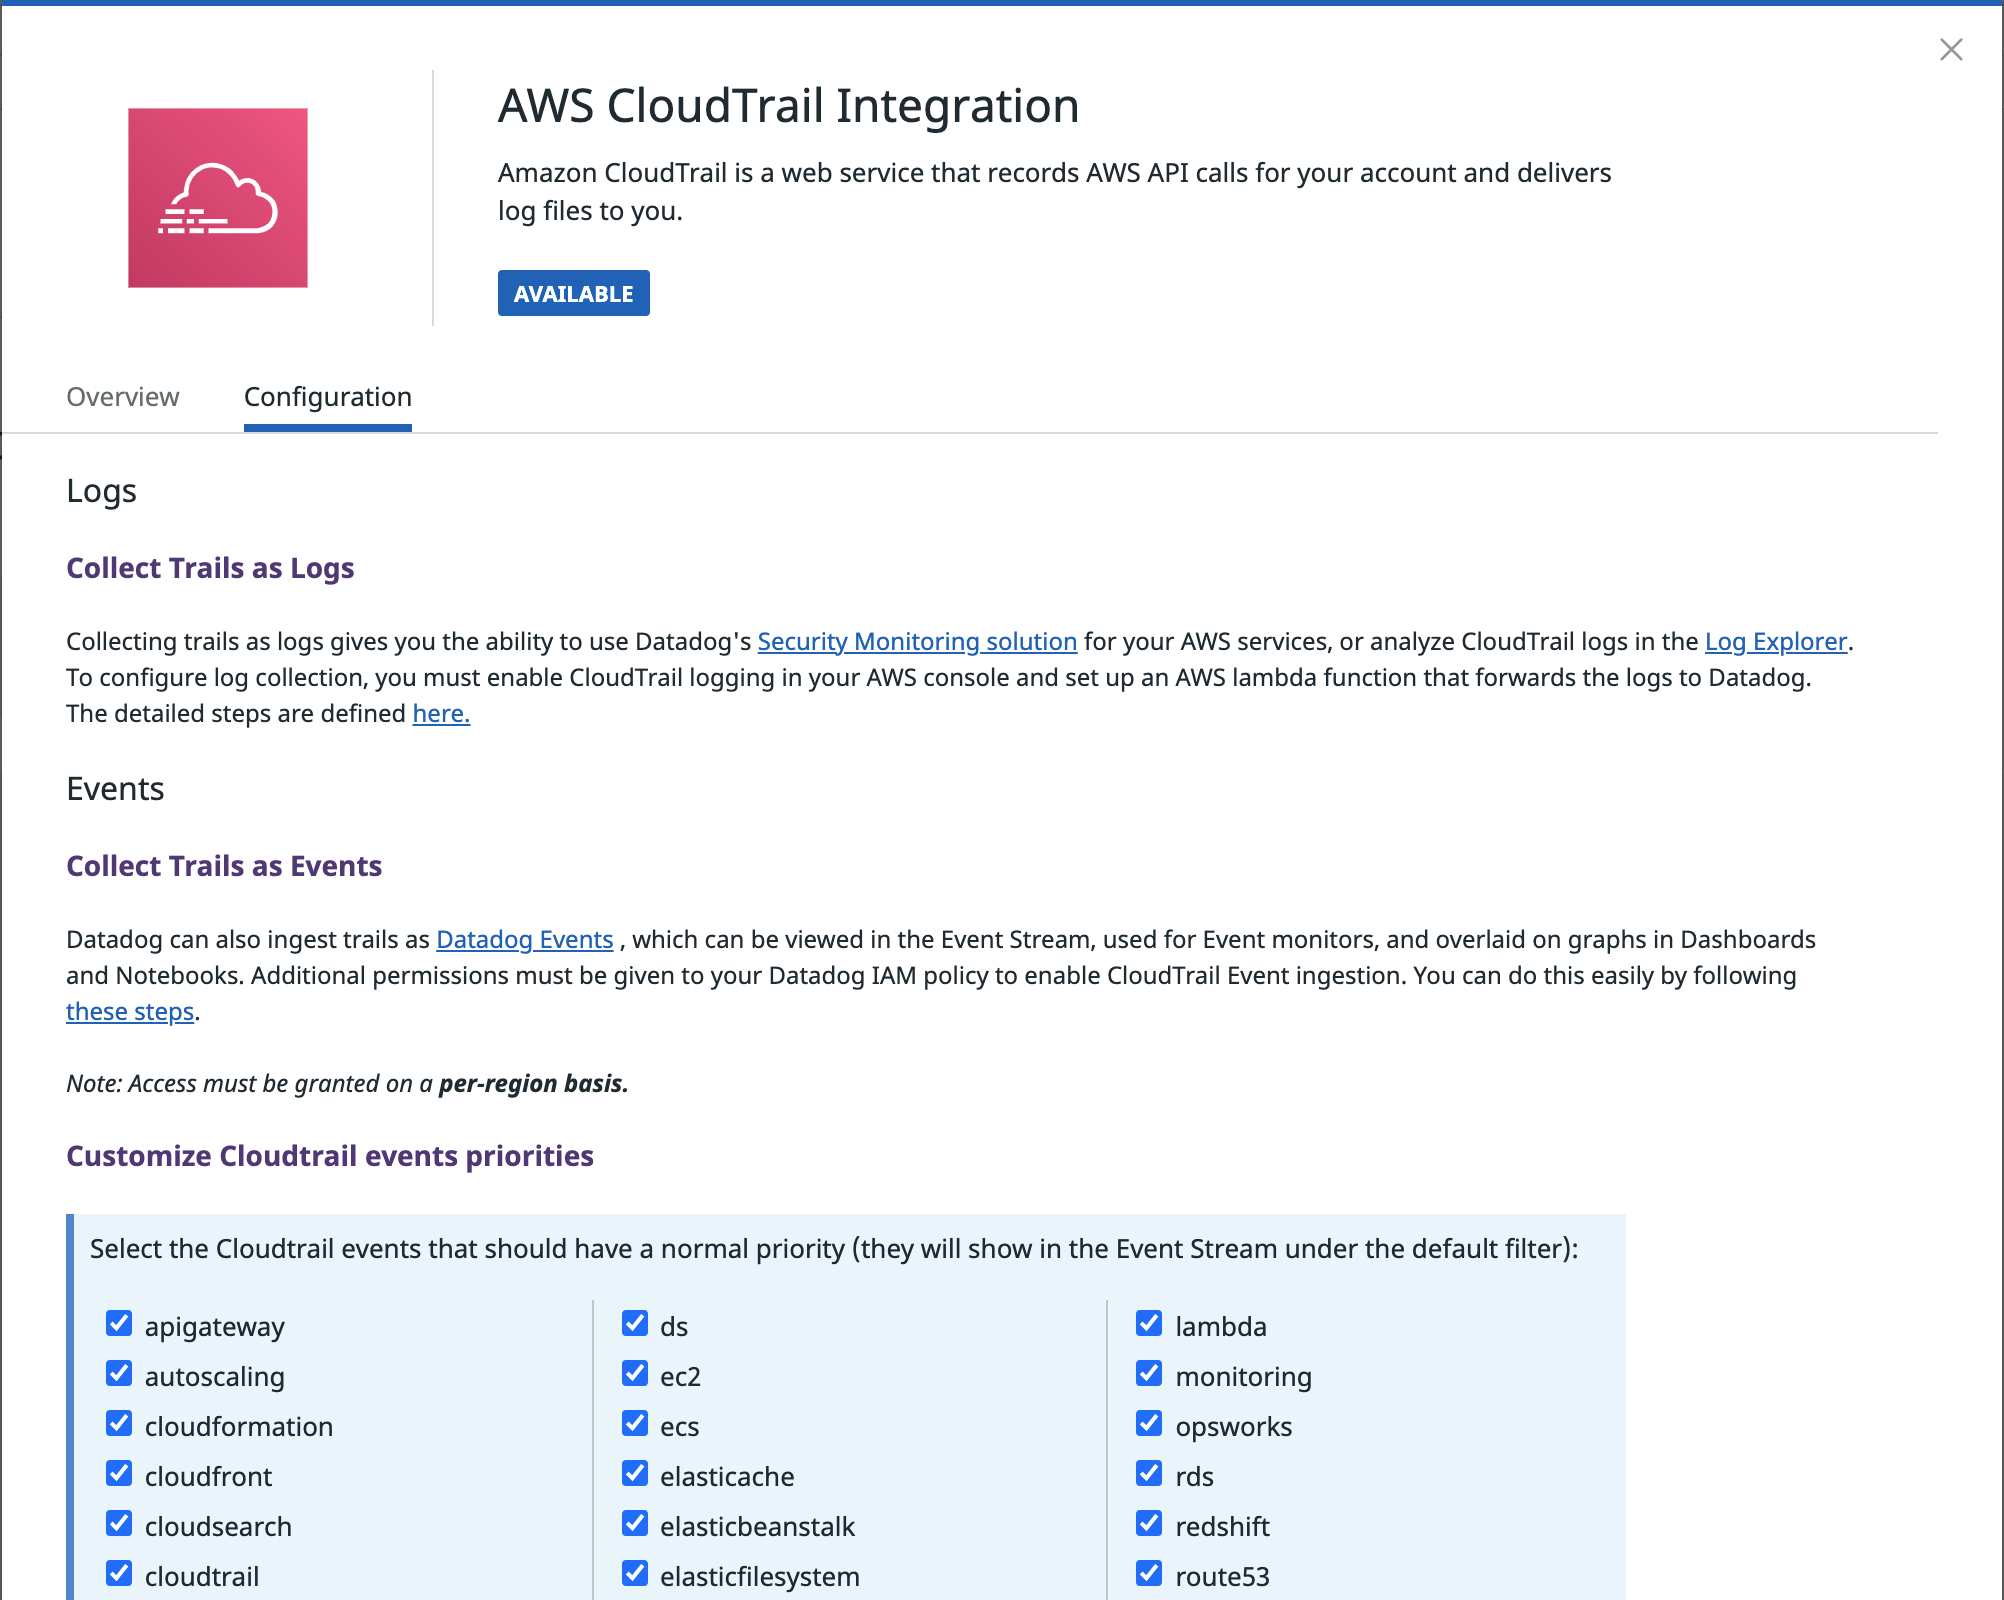 AWS CloudTrail Integration
Amazon CloudTrail is a web service that records AWS API calls for your account and delivers
log files to you.
AVAILABLE
Overview
Configuration
Logs
Collect Trails as Logs
Collecting trails as logs gives you the ability to use Datadog's Security Monitoring solution for your AWS services, or analyze CloudTrail logs in the Log Explorer.
To configure log collection, you must enable CloudTrail logging in your AWS console and set up an AWS lambda function that forwards the logs to Datadog.
The detailed steps are defined here.
Events
Collect Trails as Events
Datadog can also ingest trails as Datadog Events , which can be viewed in the Event Stream, used for Event monitors, and overlaid on graphs in Dashboards
and Notebooks. Additional permissions must be given to your Datadog IAM policy to enable CloudTrail Event ingestion. You can do this easily by following
these steps.
Note: Access must be granted on a per-region basis.
Customize Cloudtrail events priorities
Select the Cloudtrail events that should have a normal priority (they will show in the Event Stream under the default filter):
apigateway
autoscaling
cloudformation
cloudfront
cloudsearch
cloudtrail
ds
ec2
ecs
elasticache
elasticbeanstalk
elasticfilesystem
lambda
monitoring
opsworks
rds
redshift
route53